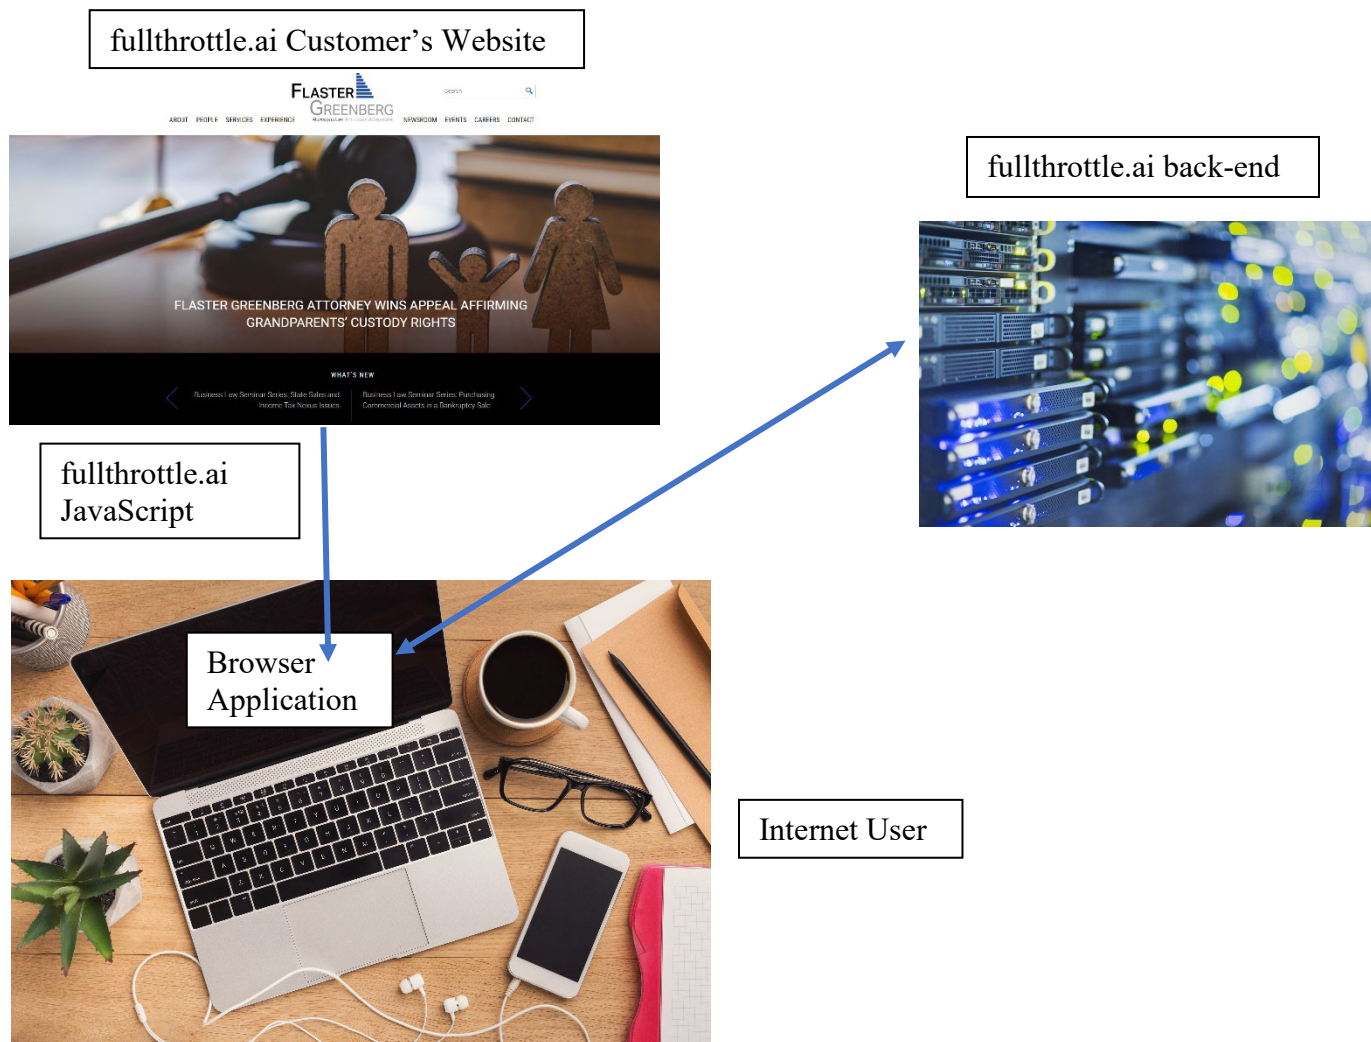 fullthrottle.ai Customer's Website
FLASTER
GREENBERG
Search
ABOUT PEOPLE SERVICES EXPERIENCE NEWSROOM EVENTS CAREERS CONTACT
FLASTER GREENBERG ATTORNEY WINS APPEAL AFFIRMING
GRANDPARENTS' CUSTODY RIGHTS
WHAT'S NEW
Business Law Seminar Series: State Sales and
Income Tax Nexus Issues
Business Law Seminar Series: Purchasing
Commercial Assets in a Bankruptcy Sale
fullthrottle.ai back-end
fullthrottle.ai
JavaScript
Browser
Application
Internet User